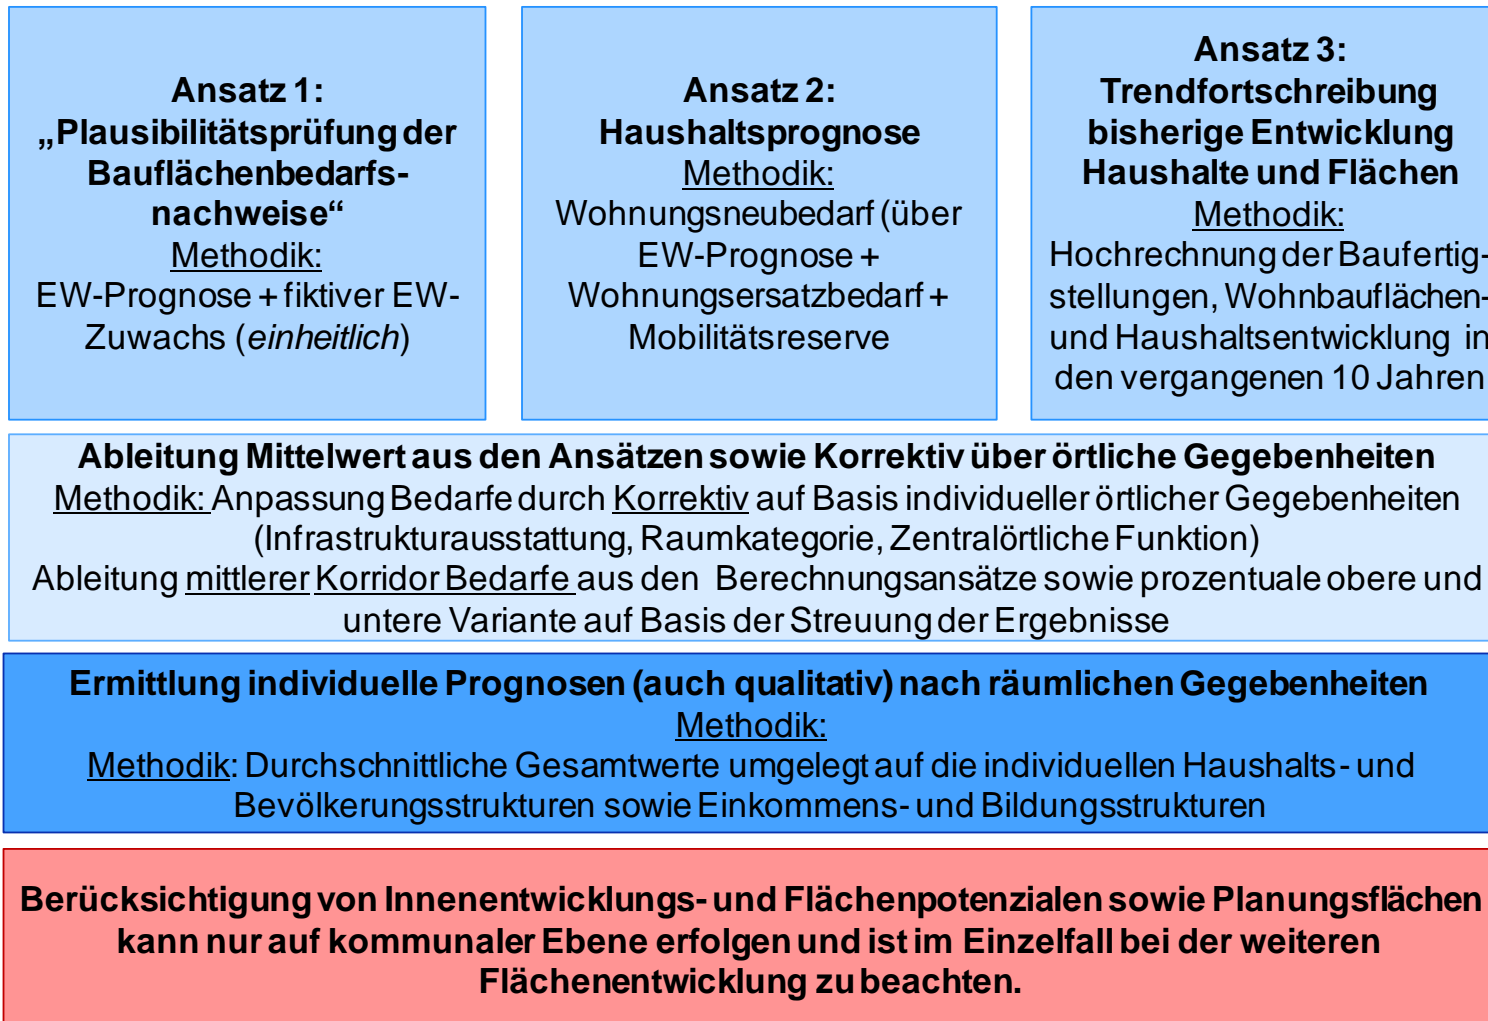 Ansatz 1:
„Plausibilitätsprüfung der
Bauflächenbedarfs-
nachweise“
Methodik:
EW-Prognose + fiktiver EW-
Zuwachs (einheitlich)
Ansatz 2:
Haushaltsprognose
Methodik:
Wohnungsneubedarf (über
EW-Prognose +
Wohnungsersatzbedarf +
Mobilitätsreserve
Ansatz 3:
Trendfortschreibung
bisherige Entwicklung
Haushalte und Flächen
Methodik:
Hochrechnung der Baufertig-
stellungen, Wohnbauflächen-
und Haushaltsentwicklung in
den vergangenen 10 Jahren
Ableitung Mittelwert aus den Ansätzen sowie Korrektiv über örtliche Gegebenheiten
Methodik: Anpassung Bedarfe durch Korrektiv auf Basis individueller örtlicher Gegebenheiten
(Infrastrukturausstattung, Raumkategorie, Zentralörtliche Funktion)
Ableitung mittlerer Korridor Bedarfe aus den Berechnungsansätze sowie prozentuale obere und
untere Variante auf Basis der Streuung der Ergebnisse
Ermittlung individuelle Prognosen (auch qualitativ) nach räumlichen Gegebenheiten
Methodik:
Methodik: Durchschnittliche Gesamtwerte umgelegt auf die individuellen Haushalts- und
Bevölkerungsstrukturen sowie Einkommens- und Bildungsstrukturen
Berücksichtigung von Innenentwicklungs- und Flächenpotenzialen sowie Planungsflächen
kann nur auf kommunaler Ebene erfolgen und ist im Einzelfall bei der weiteren
Flächenentwicklung zu beachten.